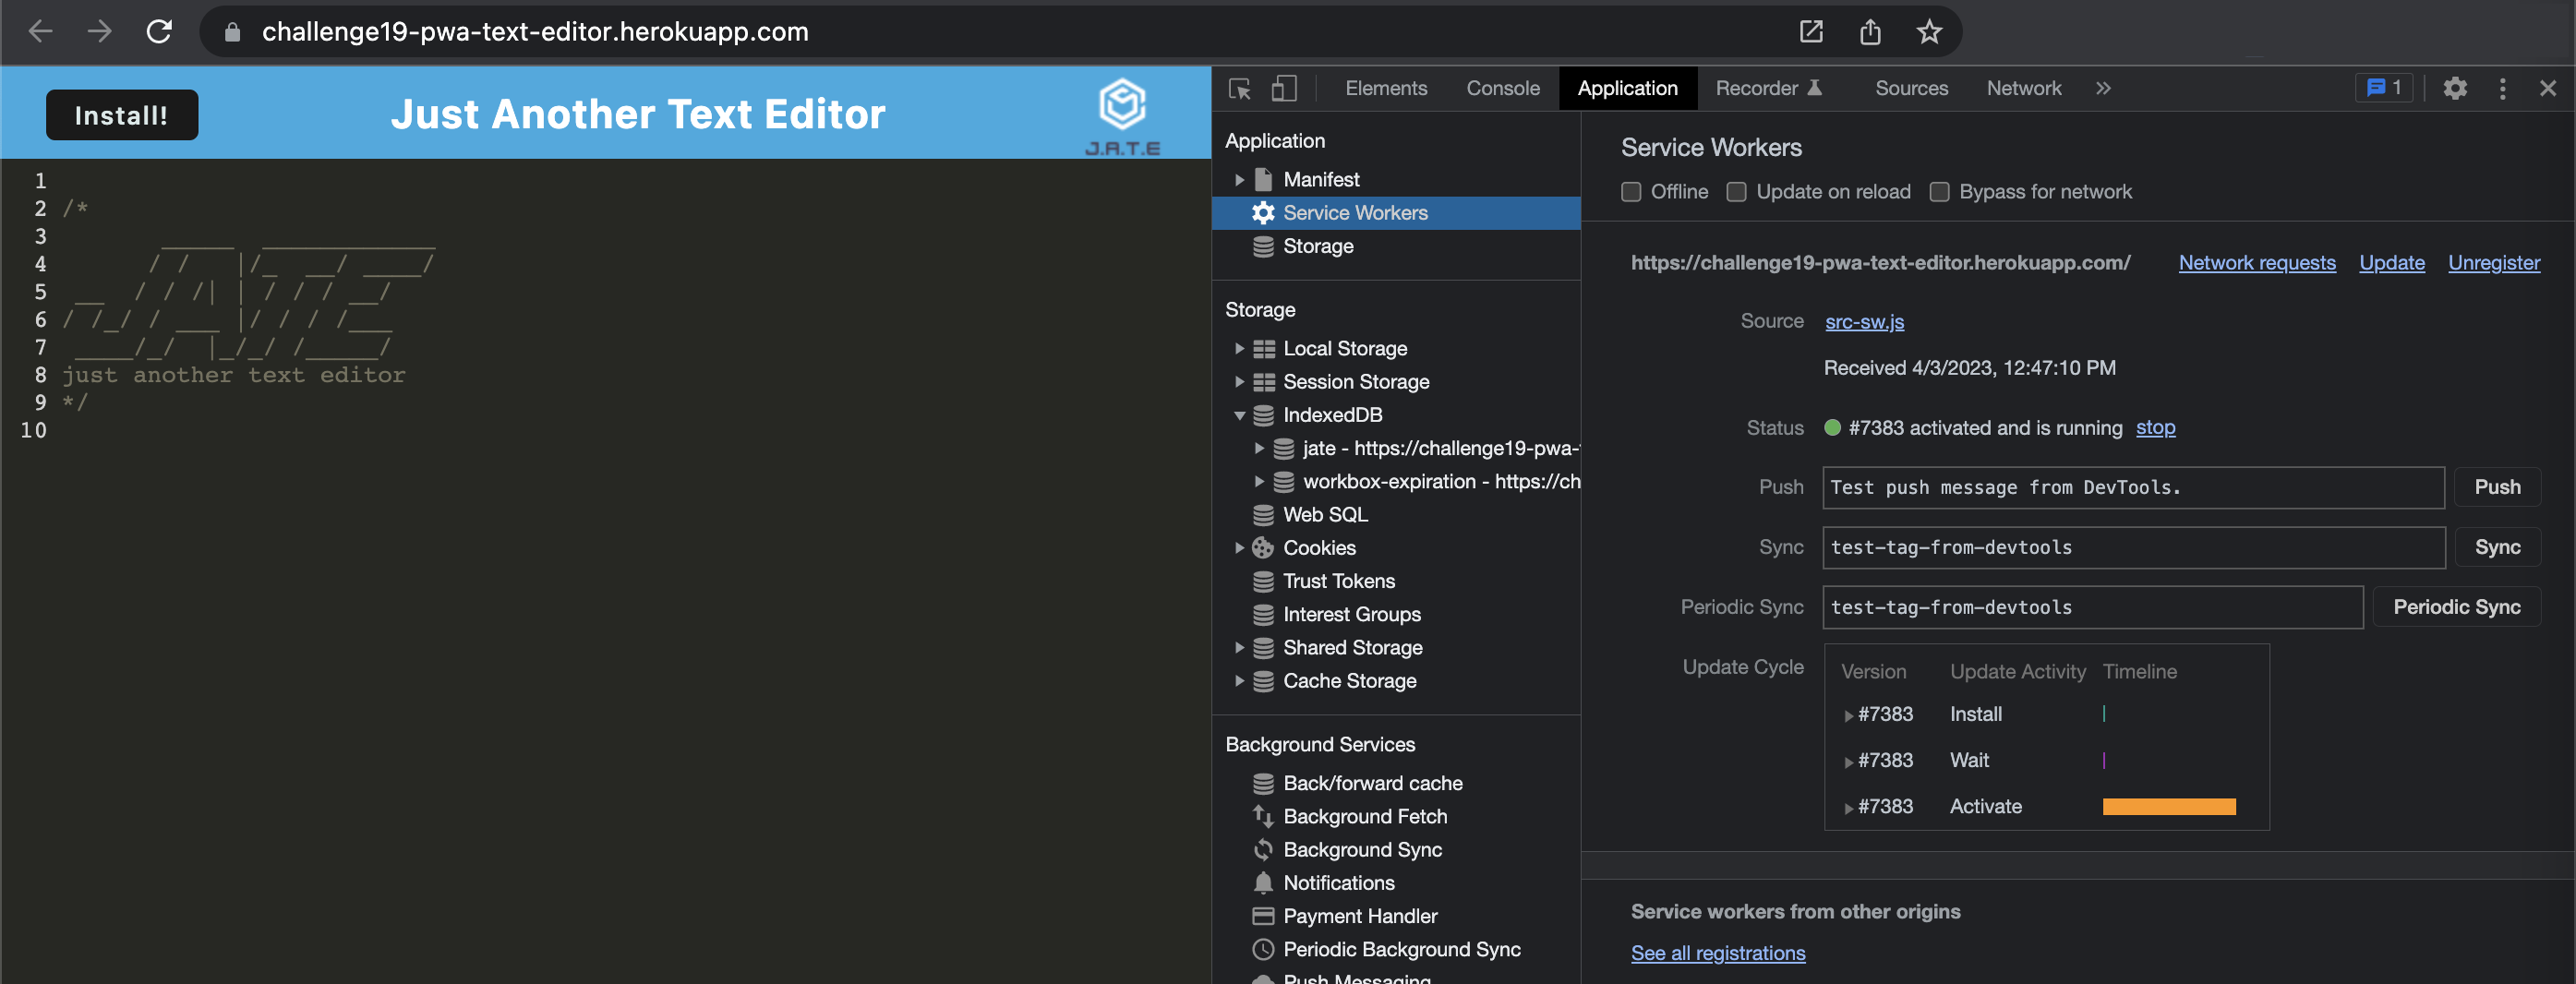 challenge19-pwa-text-editor.herokuapp.com
Install!
Just Another Text Editor
J.A.T.E
1
2 /*
3
4
5
6
7
8 just another text editor
9 */
10
Elements Console Application Recorder Sources Network 1
Application
Manifest
Service Workers
Storage
Storage
Local Storage
Session Storage
IndexedDB
jate - https://challenge19-pwa-
workbox-expiration - https://ch
Web SQL
Cookies
Trust Tokens
Interest Groups
Shared Storage
Cache Storage
Background Services
Back/forward cache
Background Fetch
Background Sync
Notifications
Payment Handler
Periodic Background Sync
Push Messaging
Service Workers
Offline Update on reload Bypass for network
https://challenge19-pwa-text-editor.herokuapp.com/ Network requests Update Unregister
Source src-sw.js
Received 4/3/2023, 12:47:10 PM
Status #7383 activated and is running stop
Push Test push message from DevTools. Push
Sync test-tag-from-devtools Sync
Periodic Sync test-tag-from-devtools Periodic Sync
Update Cycle Version Update Activity Timeline
#7383 Install
#7383 Wait
#7383 Activate
Service workers from other origins
See all registrations